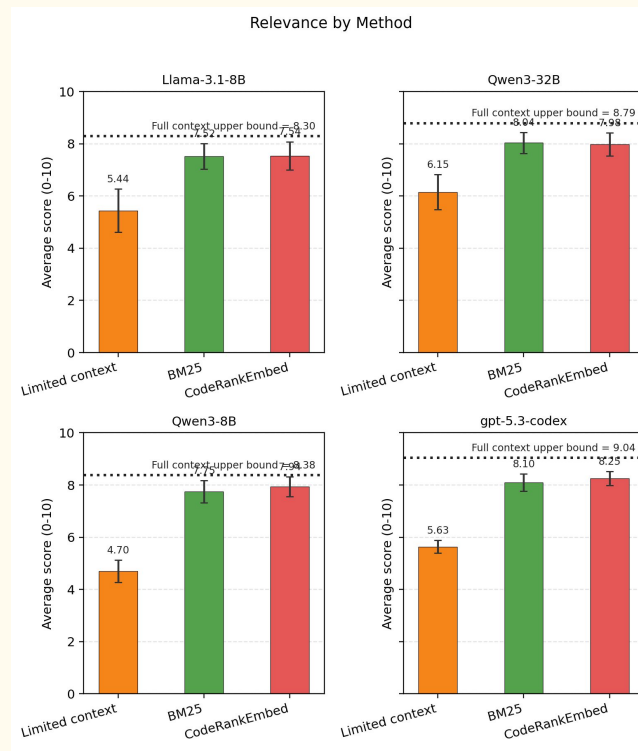 Relevance by Method
Llama-3.1-8B
Average score (0-10)
10
8
6
4
2
0
Full context upper bound = 8.30
5.44
7.52
7.54
Limited context
BM25
CodeRankEmbed
Qwen3-32B
Average score (0-10)
Full context upper bound = 8.79
6.15
8.04
7.98
Limited context
BM25
CodeRankEmbed
Qwen3-8B
Average score (0-10)
10
8
6
4
2
0
Full context upper bound = 8.38
4.70
7.75
7.94
Limited context
BM25
CodeRankEmbed
gpt-5.3-codex
Average score (0-10)
Full context upper bound = 9.04
5.63
8.10
8.25
Limited context
BM25
CodeRankEmbed